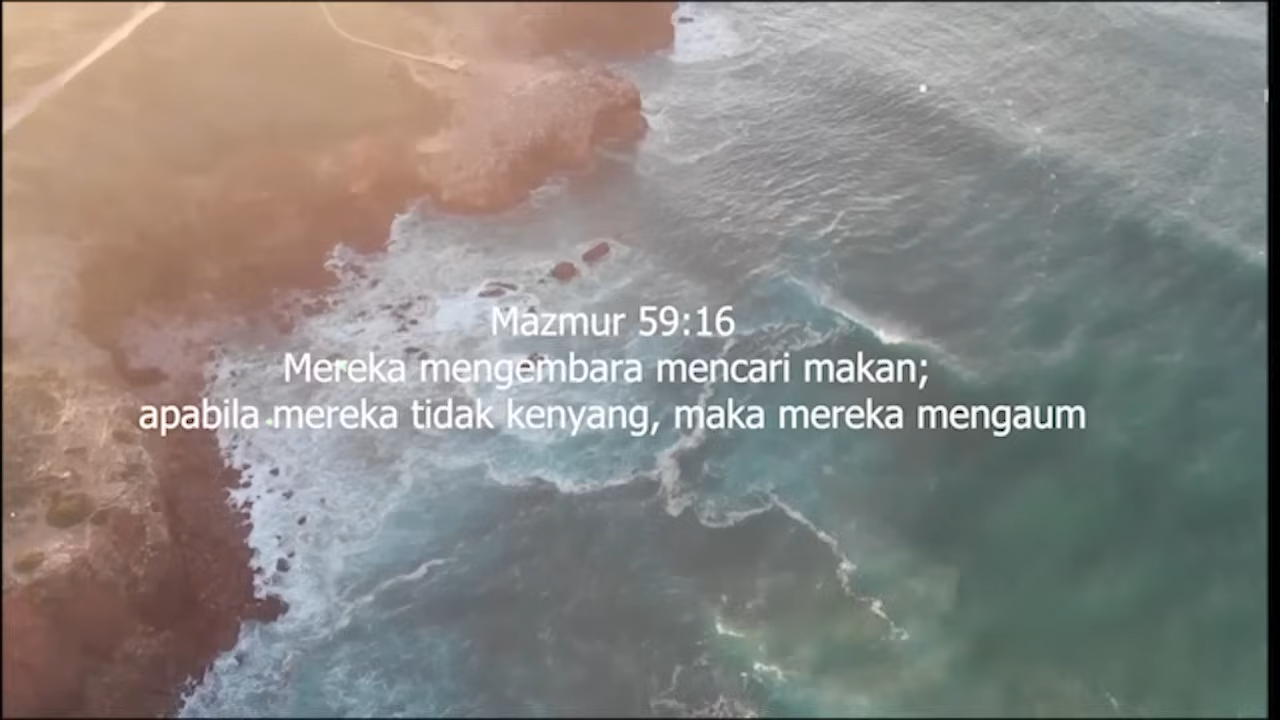 Mazmur 59:16
Mereka mengembara mencari makan;
apabila mereka tidak kenyang, maka mereka mengaum